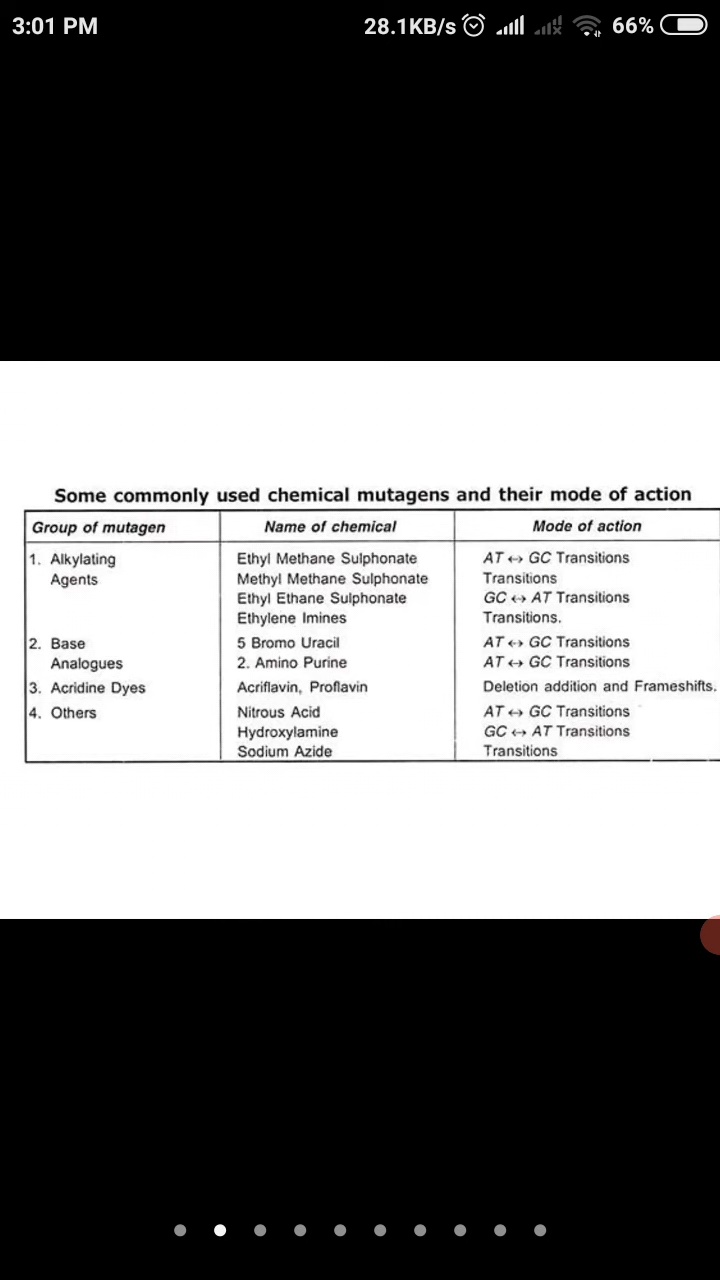 3:01 PM 28.1KB/s 66%
Some commonly used chemical mutagens and their mode of action
Group of mutagen Name of chemical Mode of action
1. Alkylating Ethyl Methane Sulphonate AT ↔ GC Transitions
Agents Methyl Methane Sulphonate Transitions
Ethyl Ethane Sulphonate GC ↔ AT Transitions
Ethylene Imines Transitions.
2. Base 5 Bromo Uracil AT ↔ GC Transitions
Analogues 2. Amino Purine AT ↔ GC Transitions
3. Acridine Dyes Acriflavin, Proflavin Deletion addition and Frameshifts.
4. Others Nitrous Acid AT ↔ GC Transitions
Hydroxylamine GC ↔ AT Transitions
Sodium Azide Transitions